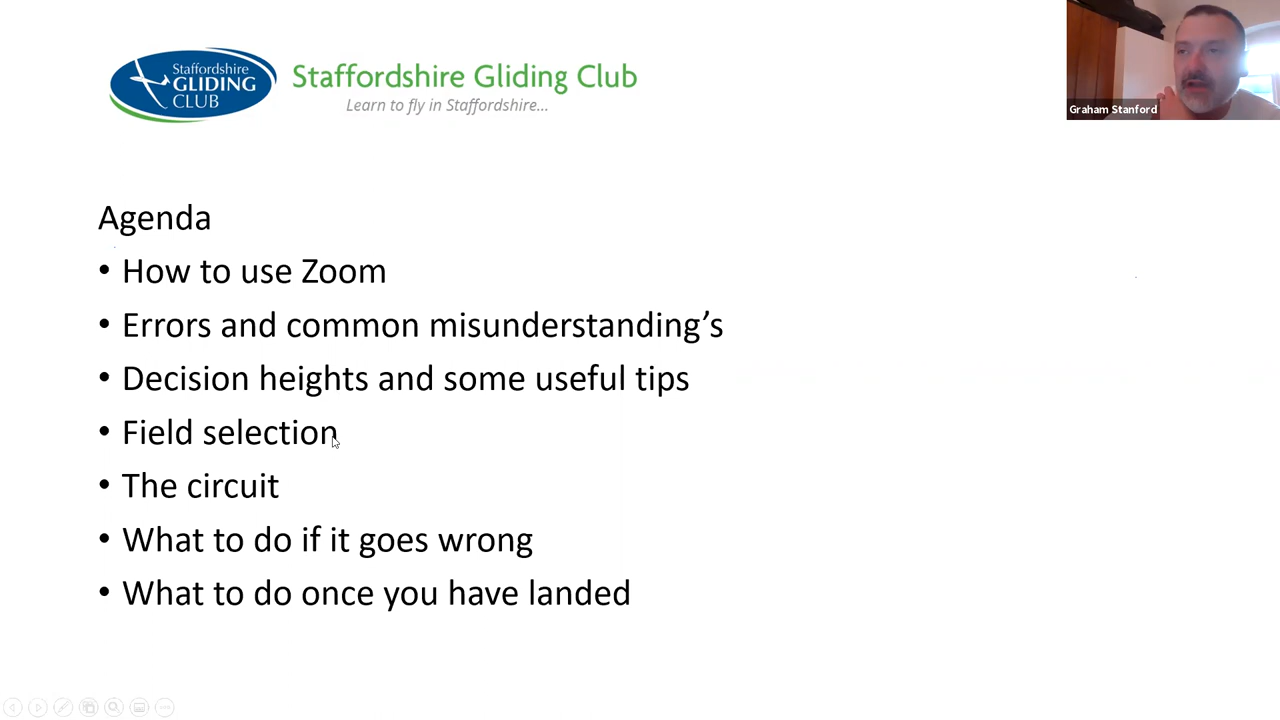 Staffordshire
GLIDING
CLUB
Staffordshire Gliding Club
Learn to fly in Staffordshire...
Graham Stanford
Agenda
• How to use Zoom
• Errors and common misunderstanding’s
• Decision heights and some useful tips
• Field selection
• The circuit
• What to do if it goes wrong
• What to do once you have landed